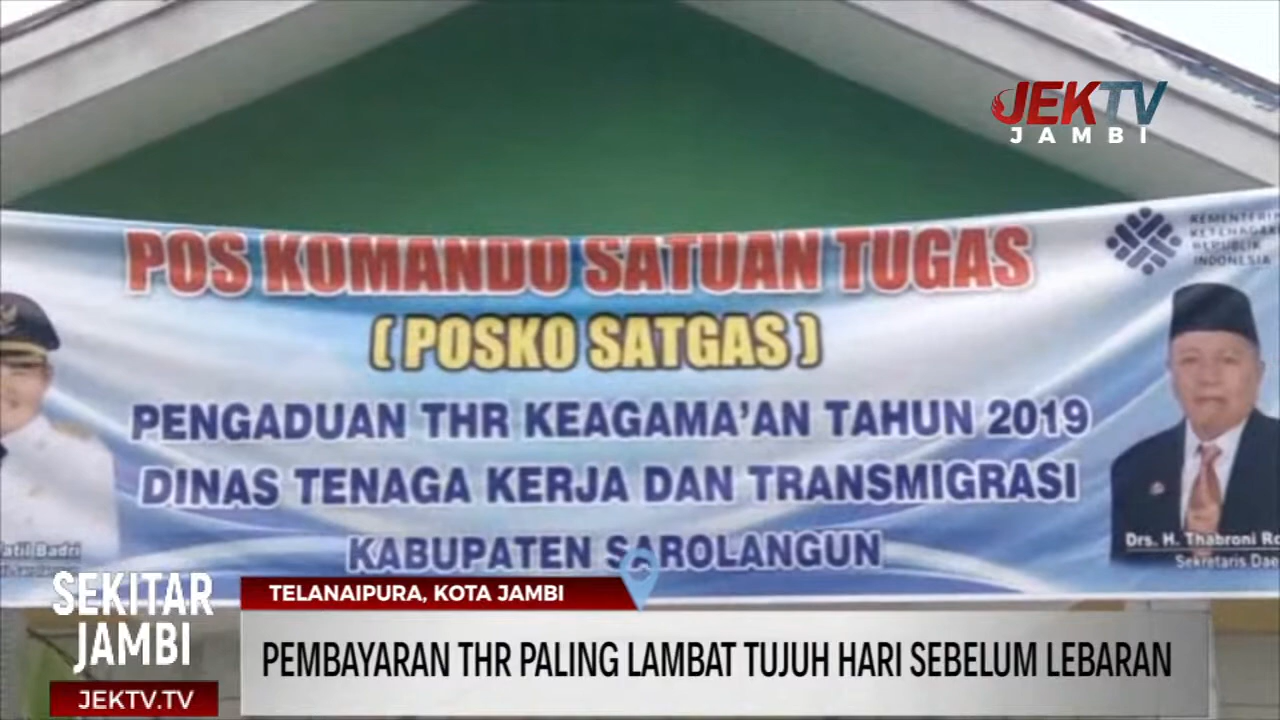 JEKTV
JAMBI
POS KOMANDO SATUAN TUGAS
( POSKO SATGAS )
PENGADUAN THR KEAGAMA'AN TAHUN 2019
DINAS TENAGA KERJA DAN TRANSMIGRASI
KABUPATEN SAROLANGUN
REPUBLIK
INDONESIA
Badri
Drs. H. Thabroni
Sekretaris
SEKITAR
JAMBI
JEKTV.TV
TELANAIPURA, KOTA JAMBI
PEMBAYARAN THR PALING LAMBAT TUJUH HARI SEBELUM LEBARAN